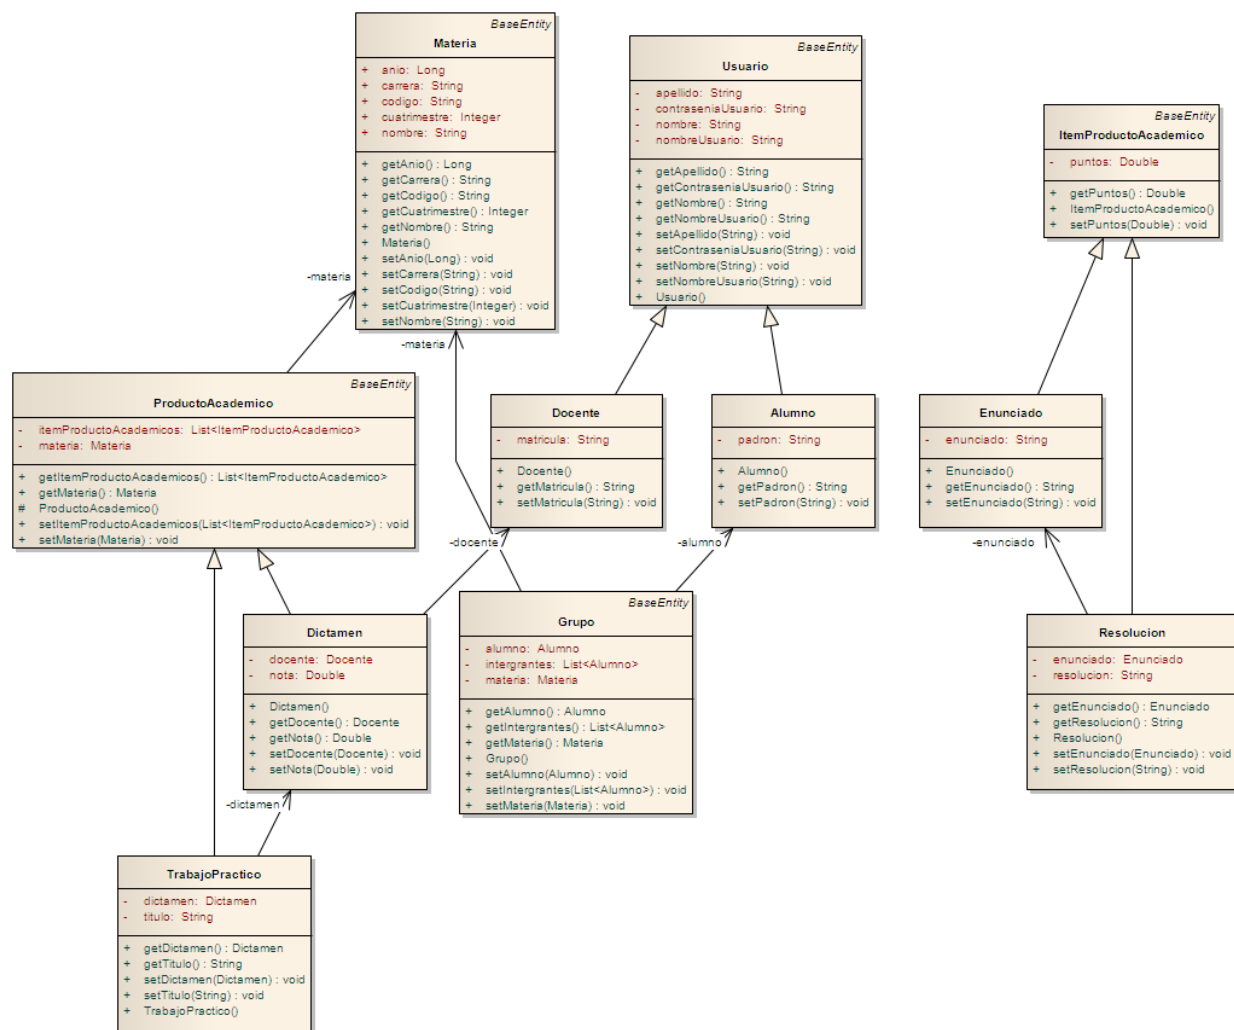 BaseEntity
Materia
+ anio: Long
+ carrera: String
+ codigo: String
+ cuatrimestre: Integer
+ nombre: String
+ getAnio() : Long
+ getCarrera() : String
+ getCodigo() : String
+ getCuatrimestre() : Integer
+ getNombre() : String
+ Materia()
+ setAnio(Long) : void
+ setCarrera(String) : void
+ setCodigo(String) : void
+ setCuatrimestre(Integer) : void
+ setNombre(String) : void
BaseEntity
Usuario
- apellido: String
- contraseniaUsuario: String
- nombre: String
- nombreUsuario: String
+ getApellido() : String
+ getContraseniaUsuario() : String
+ getNombre() : String
+ getNombreUsuario() : String
+ setApellido(String) : void
+ setContraseniaUsuario(String) : void
+ setNombre(String) : void
+ setNombreUsuario(String) : void
+ Usuario()
BaseEntity
ItemProductoAcademico
- puntos: Double
+ getPuntos() : Double
+ ItemProductoAcademico()
+ setPuntos(Double) : void
-materia
-materia
BaseEntity
ProductoAcademico
- itemProductoAcademicos: List<ItemProductoAcademico>
- materia: Materia
+ getItemProductoAcademicos() : List<ItemProductoAcademico>
+ getMateria() : Materia
# ProductoAcademico()
+ setItemProductoAcademicos(List<ItemProductoAcademico>) : void
+ setMateria(Materia) : void
Docente
- matricula: String
+ Docente()
+ getMatricula() : String
+ setMatricula(String) : void
Alumno
- padron: String
+ Alumno()
+ getPadron() : String
+ setPadron(String) : void
Enunciado
- enunciado: String
+ Enunciado()
+ getEnunciado() : String
+ setEnunciado(String) : void
-docente
-alumno
-enunciado
Dictamen
- docente: Docente
- nota: Double
+ Dictamen()
+ getDocente() : Docente
+ getNota() : Double
+ setDocente(Docente) : void
+ setNota(Double) : void
BaseEntity
Grupo
- alumno: Alumno
- intergrantes: List<Alumno>
- materia: Materia
+ getAlumno() : Alumno
+ getIntergrantes() : List<Alumno>
+ getMateria() : Materia
+ Grupo()
+ setAlumno(Alumno) : void
+ setIntergrantes(List<Alumno>) : void
+ setMateria(Materia) : void
Resolucion
- enunciado: Enunciado
- resolucion: String
+ getEnunciado() : Enunciado
+ getResolucion() : String
+ Resolucion()
+ setEnunciado(Enunciado) : void
+ setResolucion(String) : void
-dictamen
TrabajoPractico
- dictamen: Dictamen
- titulo: String
+ getDictamen() : Dictamen
+ getTitulo() : String
+ setDictamen(Dictamen) : void
+ setTitulo(String) : void
+ TrabajoPractico()